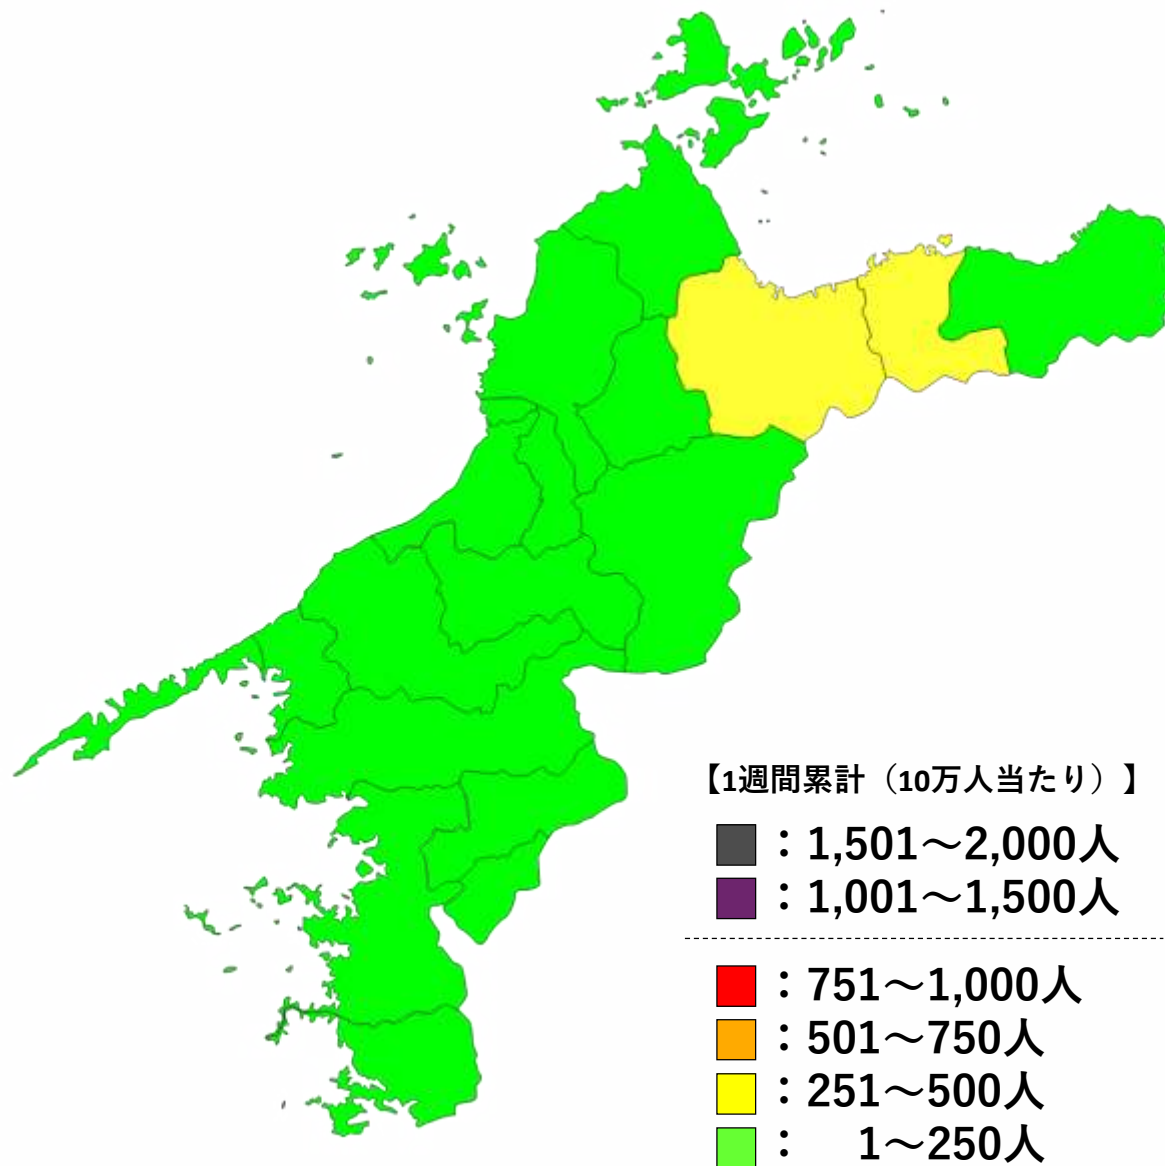 【1週間累計（10万人当たり）】
：1,501～2,000人
：1,001～1,500人
：751～1,000人
：501～750人
：251～500人
：　1～250人